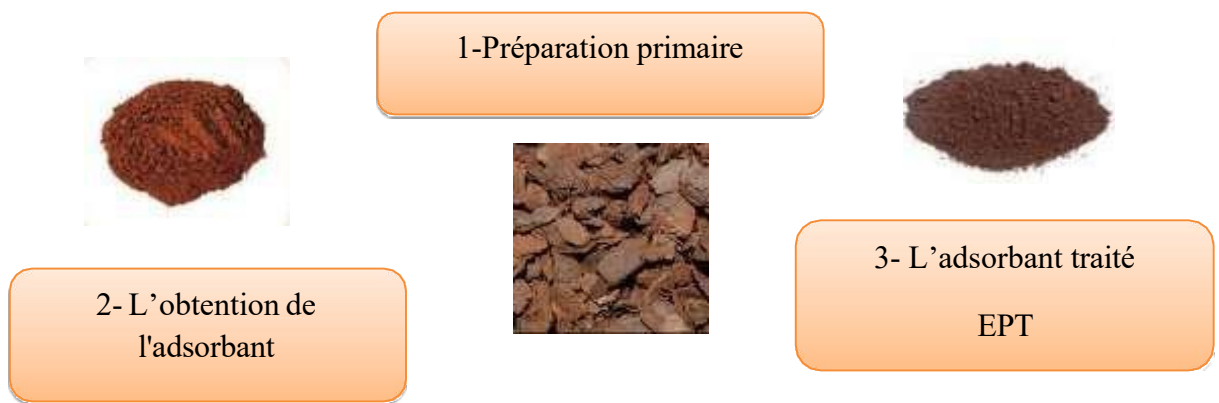 1-Préparation primaire
2- L’obtention de
l'adsorbant
3- L’adsorbant traité
EPT